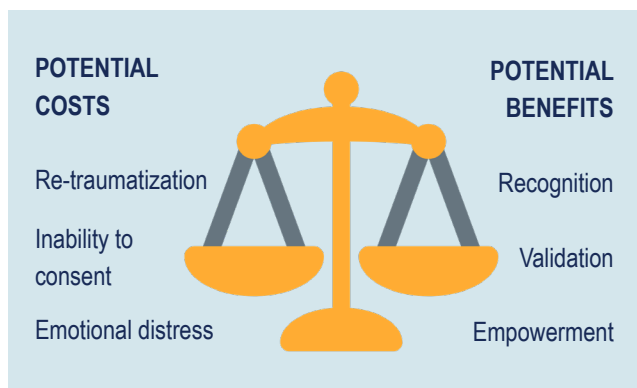 POTENTIAL
COSTS
Re-traumatization
Inability to
consent
Emotional distress
POTENTIAL
BENEFITS
Recognition
Validation
Empowerment